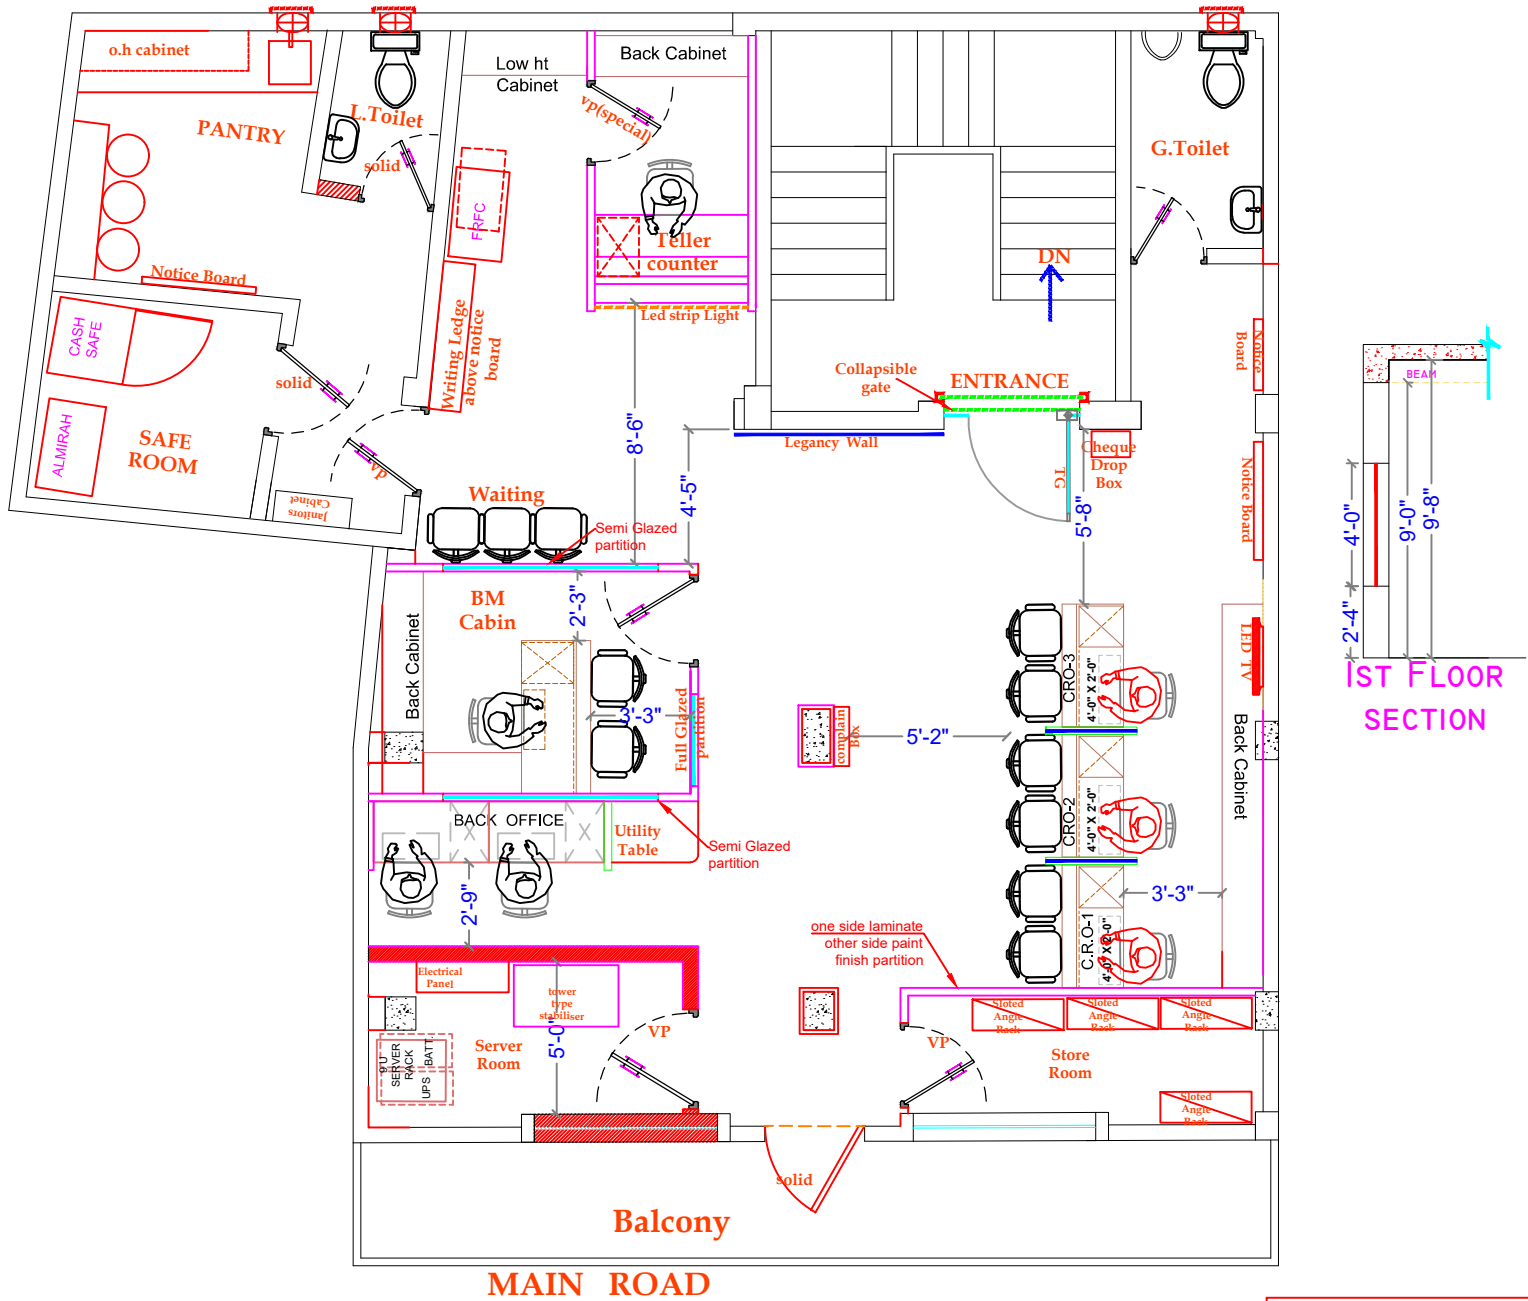 o.h cabinet
PANTRY
L.Toilet
solid
Low ht
Cabinet
Back Cabinet
vp(special)
FRFC
Teller
counter
Led strip Light
Notice Board
CASH
SAFE
solid
ALMIRAH
SAFE
ROOM
vp
Janitors
Cabinet
Writing Ledge
above notice
board
G.Toilet
DN
Collapsible
gate
ENTRANCE
Legancy Wall
TG
Cheque
Drop
Box
Notice
Board
Notice Board
8'-6"
4'-5"
5'-8"
Waiting
Semi Glazed
partition
BM
Cabin
2'-3"
Back Cabinet
3'-3"
Full Glazed
partition
complain
Box
5'-2"
CRO-3
4'-0" X 2'-0"
LED TV
Back Cabinet
CRO-2
4'-0" X 2'-0"
C.R.O-1
4'-0" X 2'-0"
3'-3"
BACK OFFICE
Utility
Table
Semi Glazed
partition
2'-9"
one side laminate
other side paint
finish partition
Electrical
Panel
tower
type
stabiliser
5'-0"
VP
Server
Room
9 U
SERVER
RACK
BATT.
UPS
VP
Store
Room
Sloted
Angle
Rack
Sloted
Angle
Rack
Sloted
Angle
Rack
Sloted
Angle
Rack
solid
Balcony
MAIN ROAD
BEAM
4'-0"
9'-0"
9'-8"
2'-4"
IST FLOOR
SECTION